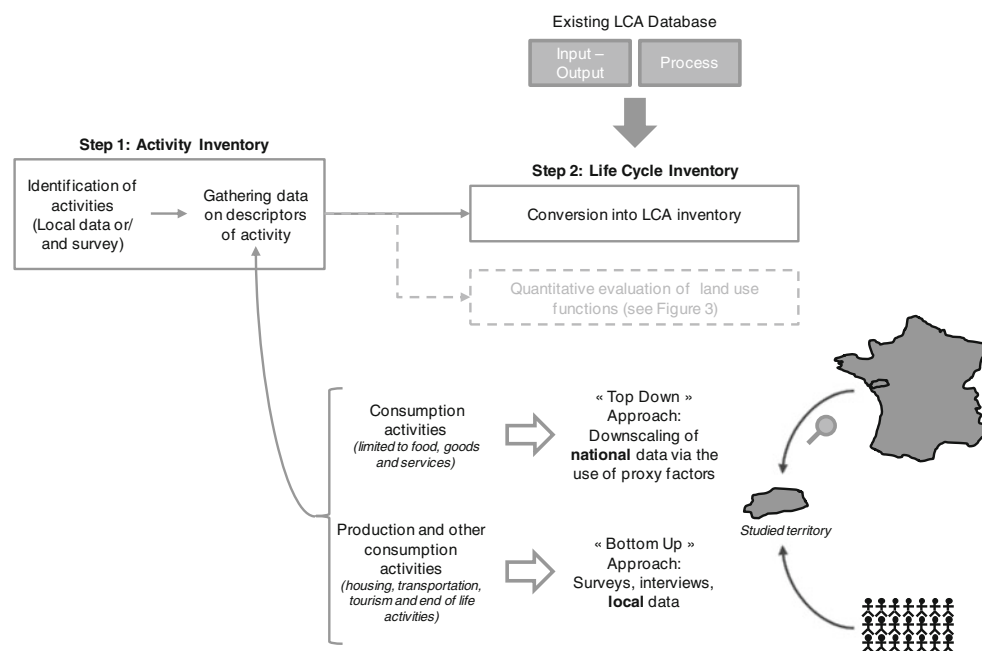 Existing LCA Database
Input –
Output
Process
Step 1: Activity Inventory
Identification of
activities
(Local data or/
and survey)
Gathering data
on descriptors
of activity
Step 2: Life Cycle Inventory
Conversion into LCA inventory
Quantitative evaluation of land use
functions (see Figure 3)
Consumption
activities
(limited to food, goods
and services)
« Top Down »
Approach:
Downscaling of
national data via the
use of proxy factors
Studied territory
Production and other
consumption
activities
(housing, transportation,
tourism and end of life
activities)
« Bottom Up »
Approach:
Surveys, interviews,
local data